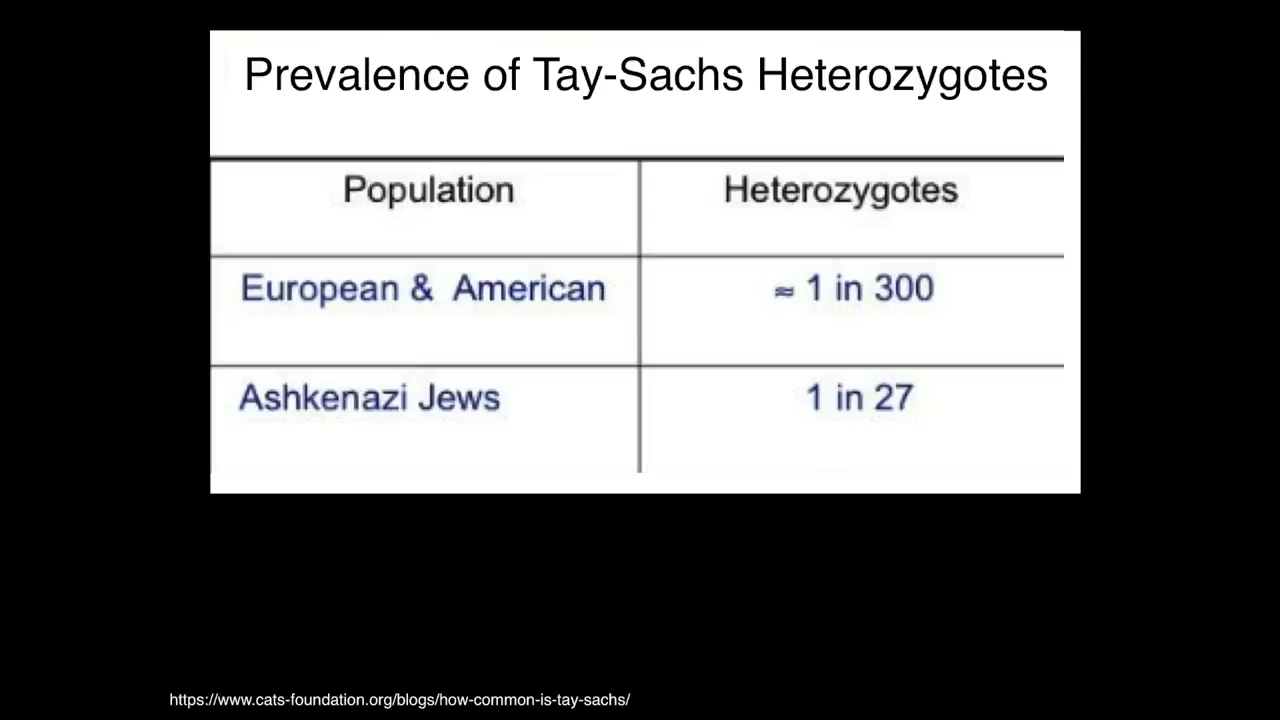 Prevalence of Tay-Sachs Heterozygotes
Population Heterozygotes
European & American ≈ 1 in 300
Ashkenazi Jews 1 in 27
https://www.cats-foundation.org/blogs/how-common-is-tay-sachs/